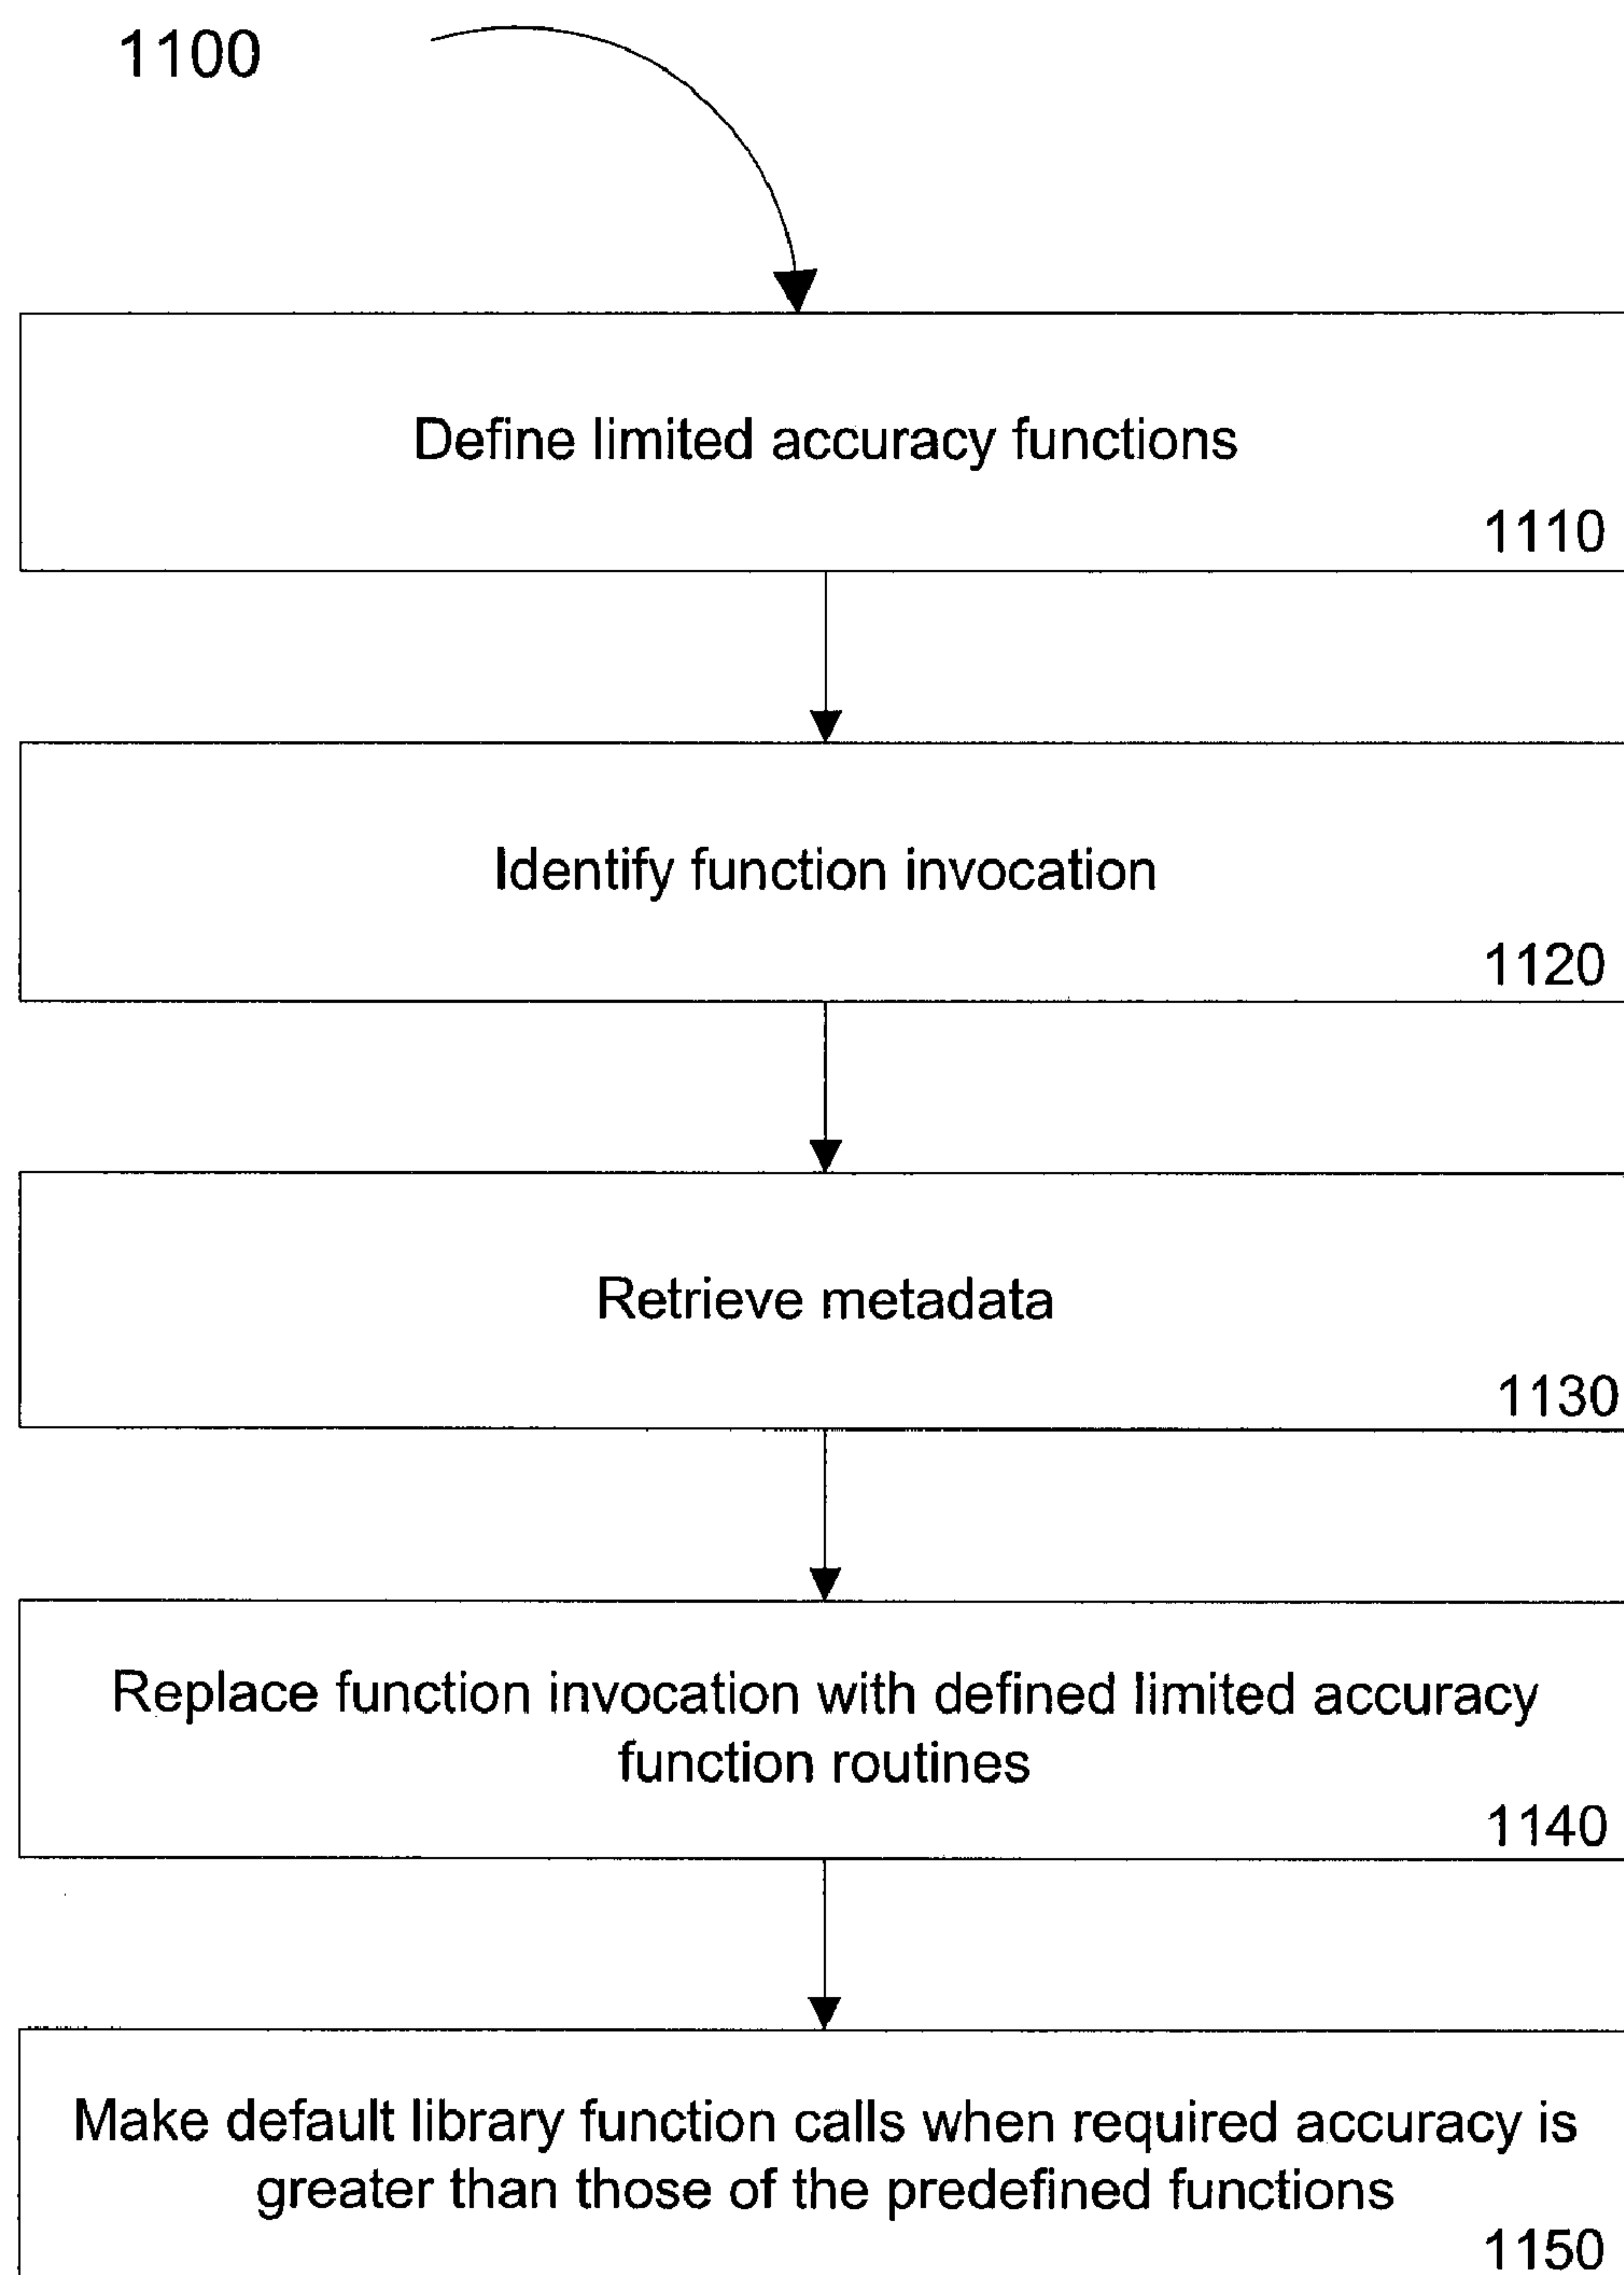 1100
Define limited accuracy functions
1110
Identify function invocation
1120
Retrieve metadata
1130
Replace function invocation with defined limited accuracy
function routines
1140
Make default library function calls when required accuracy is
greater than those of the predefined functions
1150